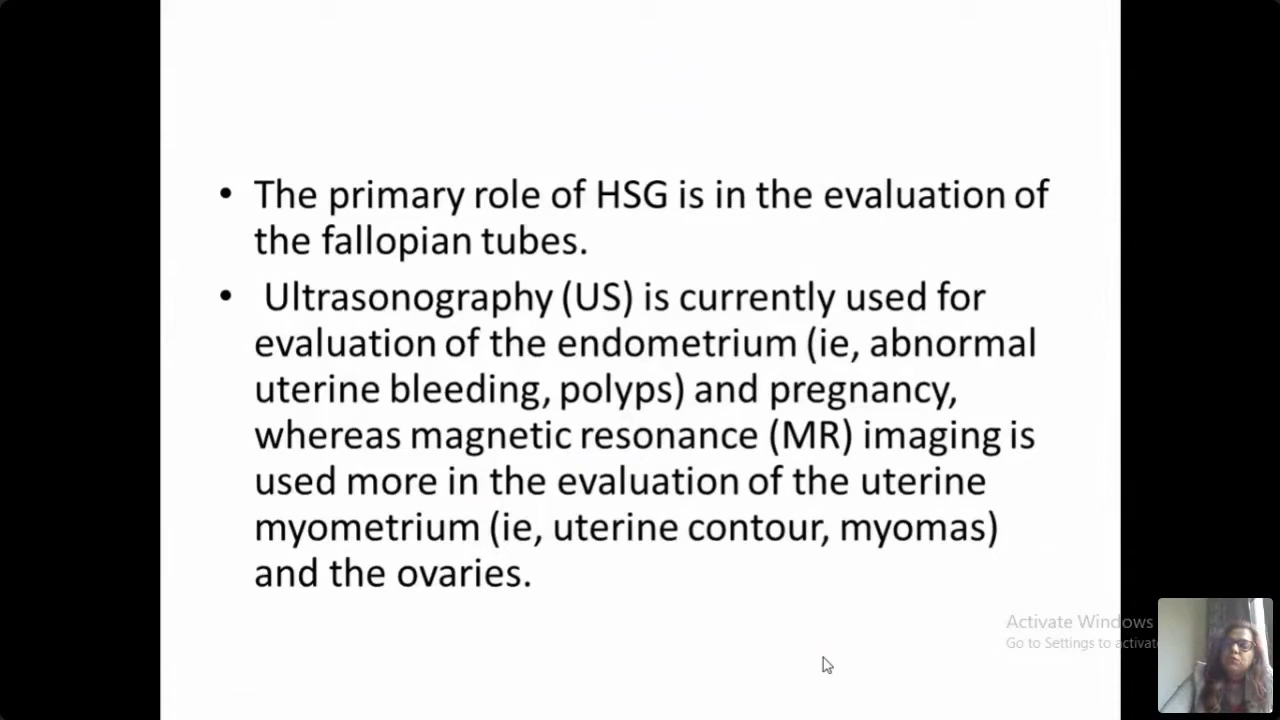 • The primary role of HSG is in the evaluation of
the fallopian tubes.
• Ultrasonography (US) is currently used for
evaluation of the endometrium (ie, abnormal
uterine bleeding, polyps) and pregnancy,
whereas magnetic resonance (MR) imaging is
used more in the evaluation of the uterine
myometrium (ie, uterine contour, myomas)
and the ovaries.
Activate Windows
Go to Settings to activate